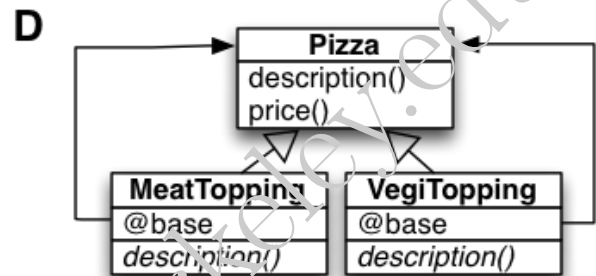 D
Pizza
description()
price()
MeatTopping
@base
description()
VegiTopping
@base
description()